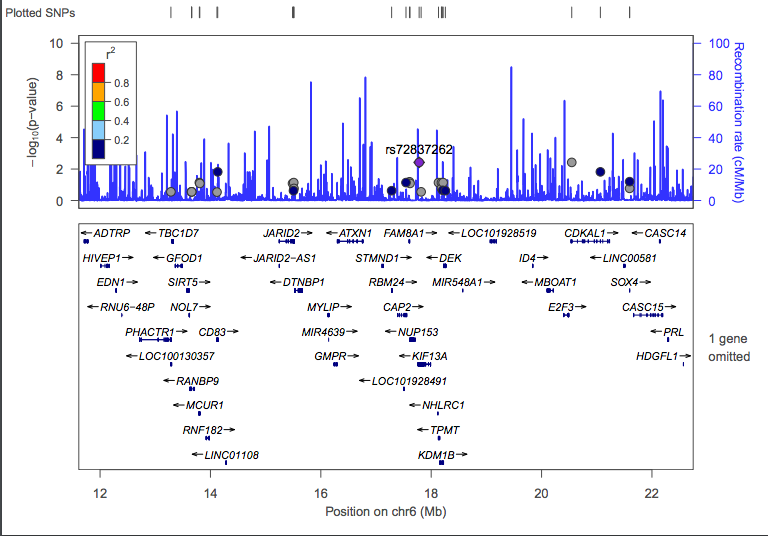 Plotted SNPs
10
8
6
4
2
0
−log10(p−value)
r2
0.8
0.6
0.4
0.2
rs72837262
100
80
60
40
20
0
Recombination rate (cM/Mb)
ADTRP TBC1D7 JARID2 ATXN1 FAM8A1 LOC101928519 CDKAL1 CASC14
HIVEP1 GFOD1 JARID2−AS1 STMND1 DEK ID4 LINC00581
EDN1 SIRT5 DTNBP1 RBM24 MIR548A1 MBOAT1 SOX4
RNU6−48P NOL7 MYLIP CAP2 E2F3 CASC15
PHACTR1 CD83 MIR4639 NUP153 PRL
LOC100130357 GMPR KIF13A HDGFL1
RANBP9 LOC101928491
MCUR1 NHLRC1
RNF182 TPMT
LINC01108 KDM1B
1 gene
omitted
12 14 16 18 20 22
Position on chr6 (Mb)